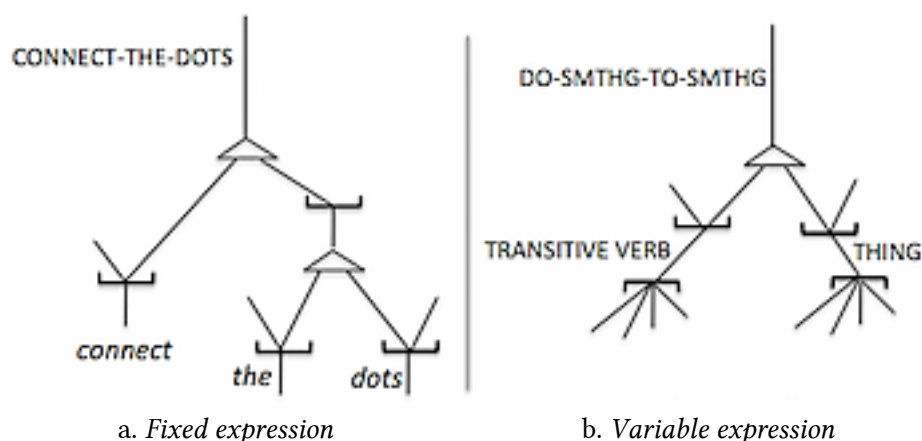 CONNECT-THE-DOTS
connect
the
dots
DO-SMTHG-TO-SMTHG
TRANSITIVE VERB
THING
a. Fixed expression
b. Variable expression